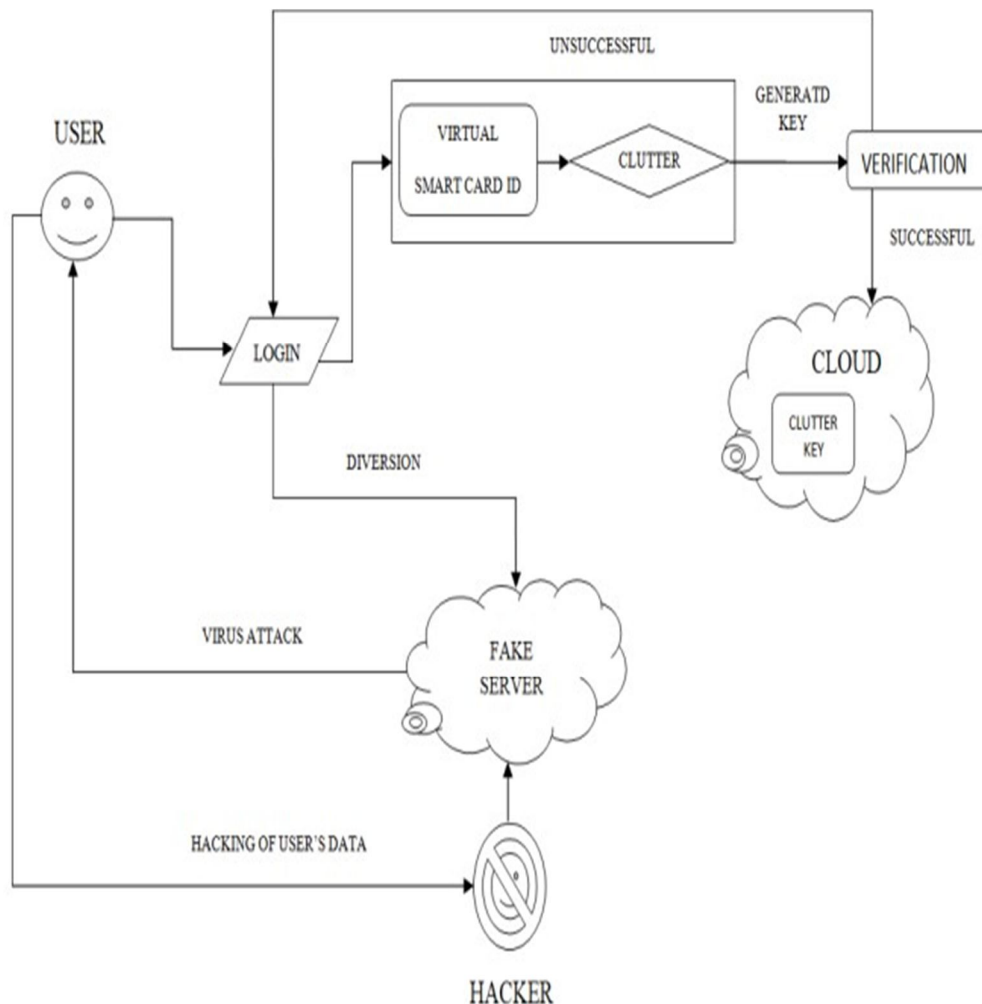 UNSUCCESSFUL
GENERATD
KEY
USER
VIRTUAL
SMART CARD ID
CLUTTER
VERIFICATION
SUCCESSFUL
LOGIN
CLOUD
CLUTTER
KEY
DIVERSION
VIRUS ATTACK
FAKE
SERVER
HACKING OF USER'S DATA
HACKER